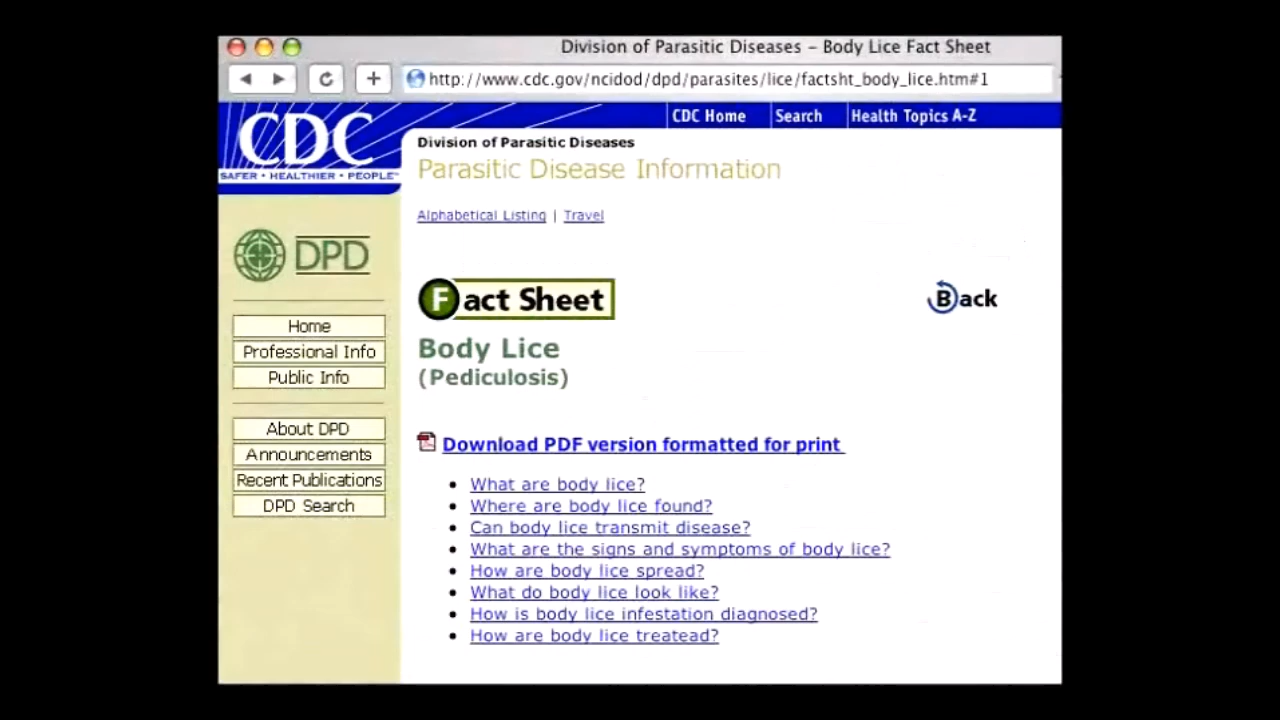 Division of Parasitic Diseases – Body Lice Fact Sheet
http://www.cdc.gov/ncidod/dpd/parasites/lice/factsht_body_lice.htm#1
CDC Home
Search
Health Topics A-Z
CDC
SAFER • HEALTHIER • PEOPLE™
Division of Parasitic Diseases
Parasitic Disease Information
Alphabetical Listing | Travel
DPD
Home
Professional Info
Public Info
About DPD
Announcements
Recent Publications
DPD Search
Fact Sheet
Back
Body Lice
(Pediculosis)
Download PDF version formatted for print
• What are body lice?
• Where are body lice found?
• Can body lice transmit disease?
• What are the signs and symptoms of body lice?
• How are body lice spread?
• What do body lice look like?
• How is body lice infestation diagnosed?
• How are body lice treatead?